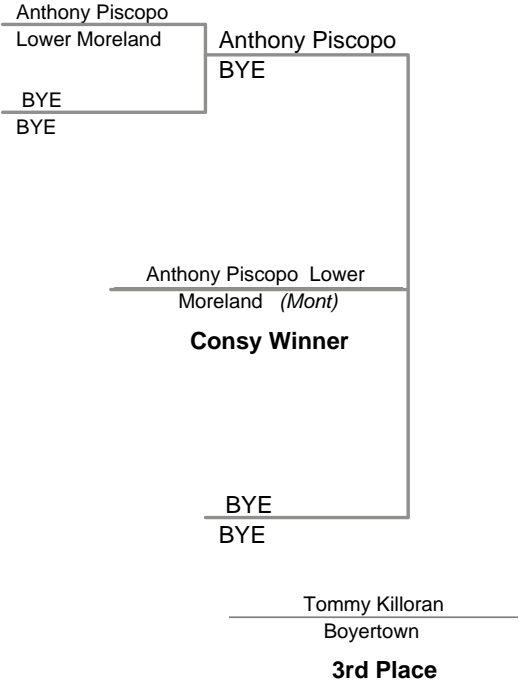 Anthony Piscopo
Lower Moreland
Anthony Piscopo
BYE
BYE
BYE
Anthony Piscopo Lower
Moreland (Mont)
Consy Winner
BYE
BYE
Tommy Killoran
Boyertown
3rd Place